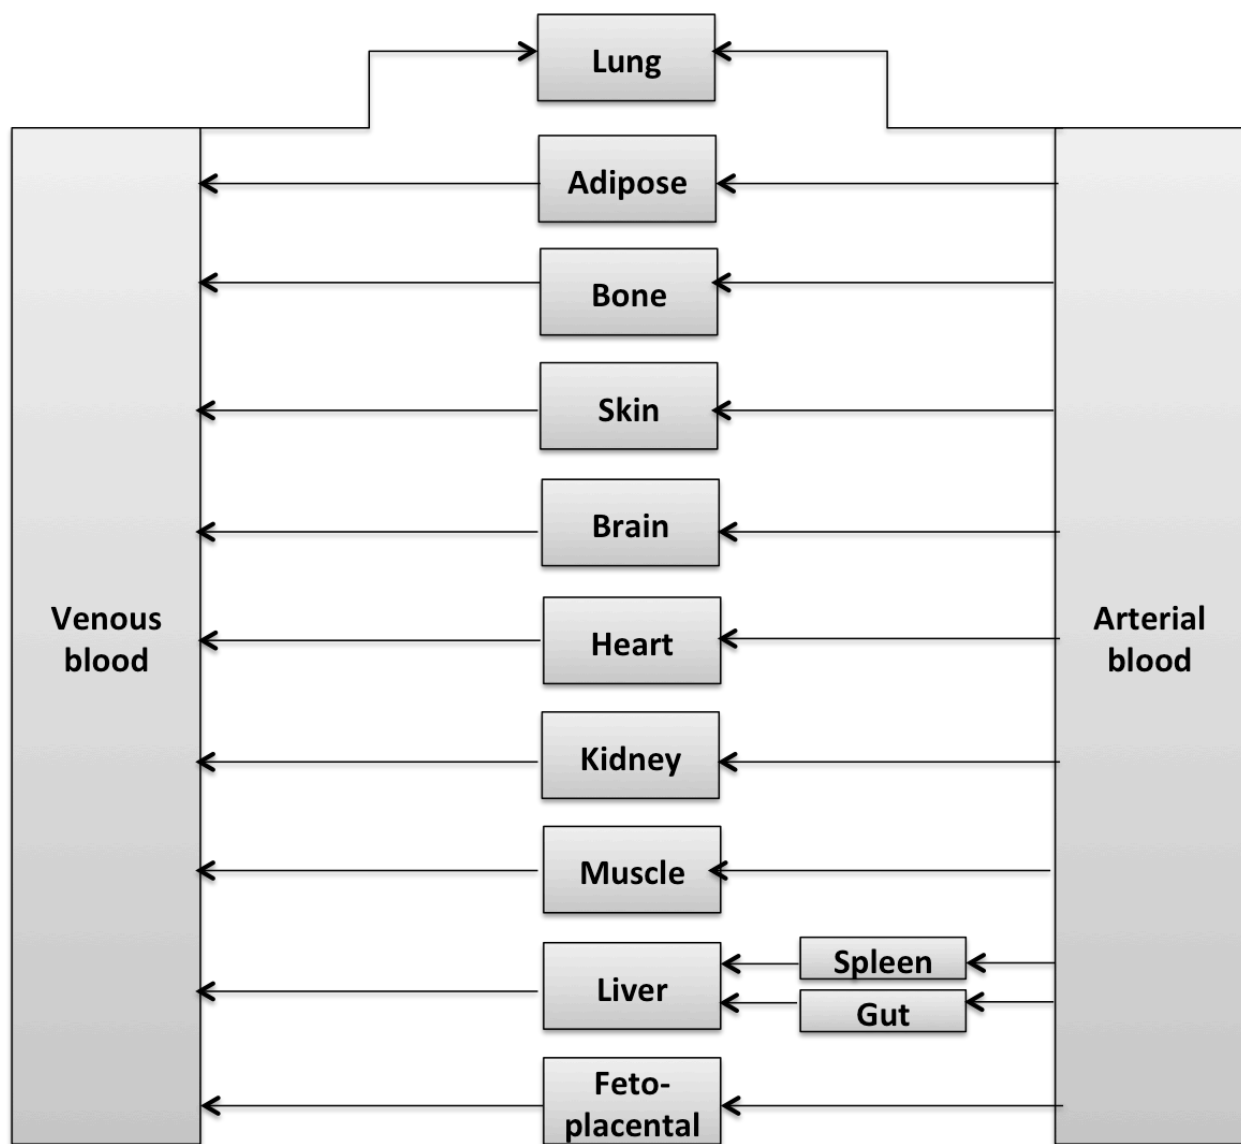 Lung
Adipose
Bone
Skin
Brain
Venous
blood
Heart
Arterial
blood
Kidney
Muscle
Liver
Spleen
Gut
Feto-
placental